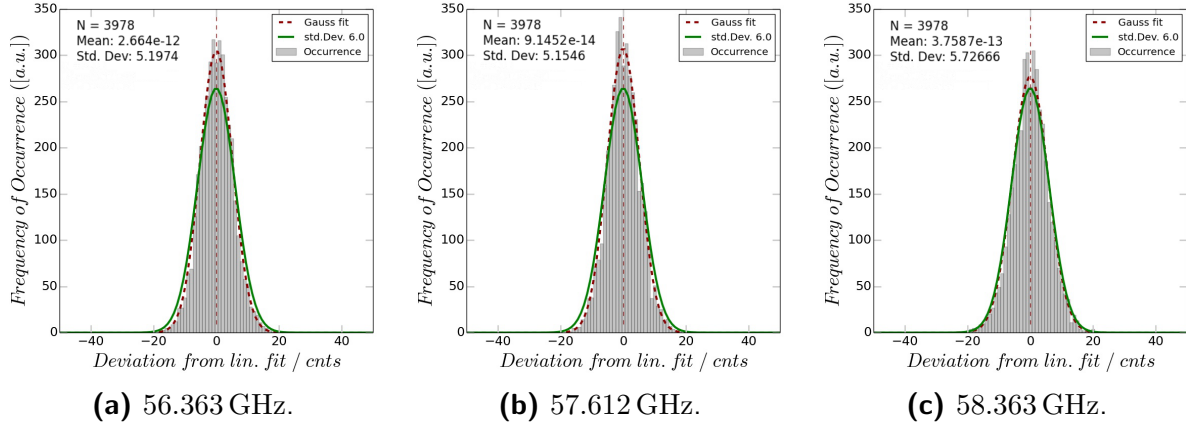 N = 3978
Mean: 2.664e-12
Std. Dev: 5.1974
Gauss fit
std.Dev. 6.0
Occurrence
Frequency of Occurrence ([a.u.]
350
300
250
200
150
100
50
0
−40 −20 0 20 40
Deviation from lin. fit / cnts
(a) 56.363 GHz.
N = 3978
Mean: 9.1452e-14
Std. Dev: 5.1546
Gauss fit
std.Dev. 6.0
Occurrence
Frequency of Occurrence ([a.u.]
350
300
250
200
150
100
50
0
−40 −20 0 20 40
Deviation from lin. fit / cnts
(b) 57.612 GHz.
N = 3978
Mean: 3.7587e-13
Std. Dev: 5.72666
Gauss fit
std.Dev. 6.0
Occurrence
Frequency of Occurrence ([a.u.]
350
300
250
200
150
100
50
0
−40 −20 0 20 40
Deviation from lin. fit / cnts
(c) 58.363 GHz.